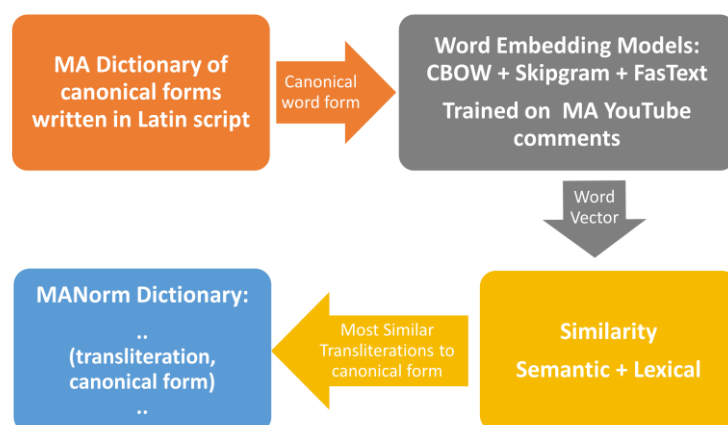 MA Dictionary of
canonical forms
written in Latin script
Canonical
word form
Word Embedding Models:
CBOW + Skipgram + FasText
Trained on MA YouTube
comments
Word
Vector
Similarity
Semantic + Lexical
Most Similar
Transliterations to
canonical form
MANorm Dictionary:
..
(transliteration,
canonical form)
..